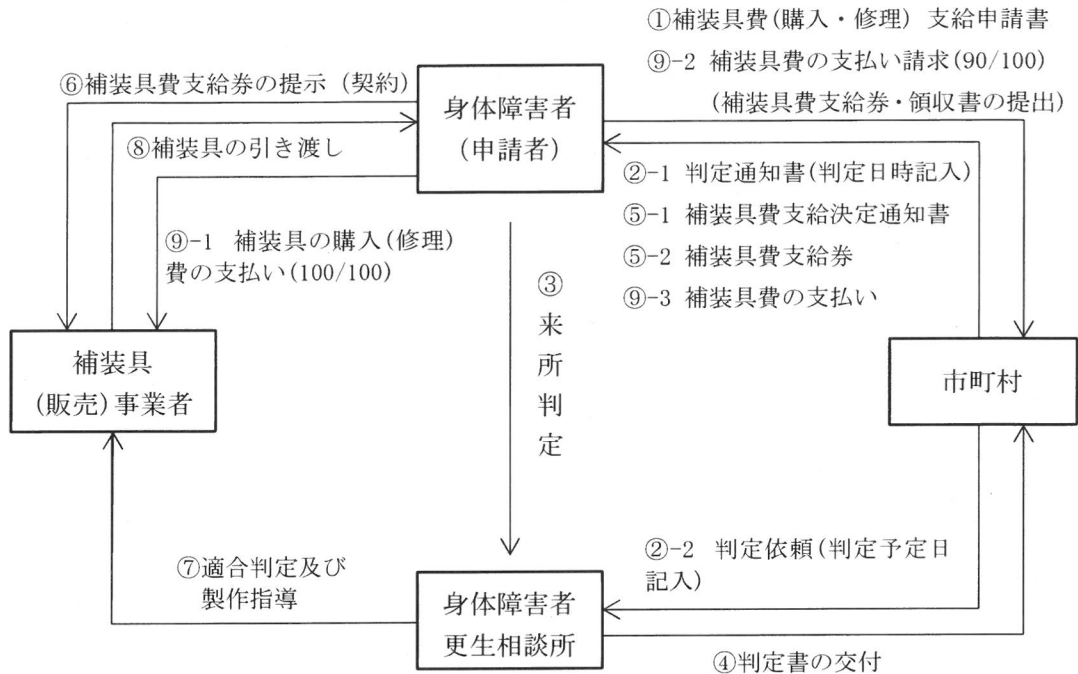 ①補装具費(購入・修理) 支給申請書
⑨-2 補装具費の支払い請求(90/100)
(補装具費支給券・領収書の提出)
⑥補装具費支給券の提示 (契約)
身体障害者
(申請者)
⑧補装具の引き渡し
②-1 判定通知書(判定日時記入)
⑤-1 補装具費支給決定通知書
⑤-2 補装具費支給券
⑨-3 補装具費の支払い
⑨-1 補装具の購入(修理)
費の支払い(100/100)
③来所判定
補装具
(販売)事業者
市町村
②-2 判定依頼(判定予定日
記入)
⑦適合判定及び
製作指導
身体障害者
更生相談所
④判定書の交付